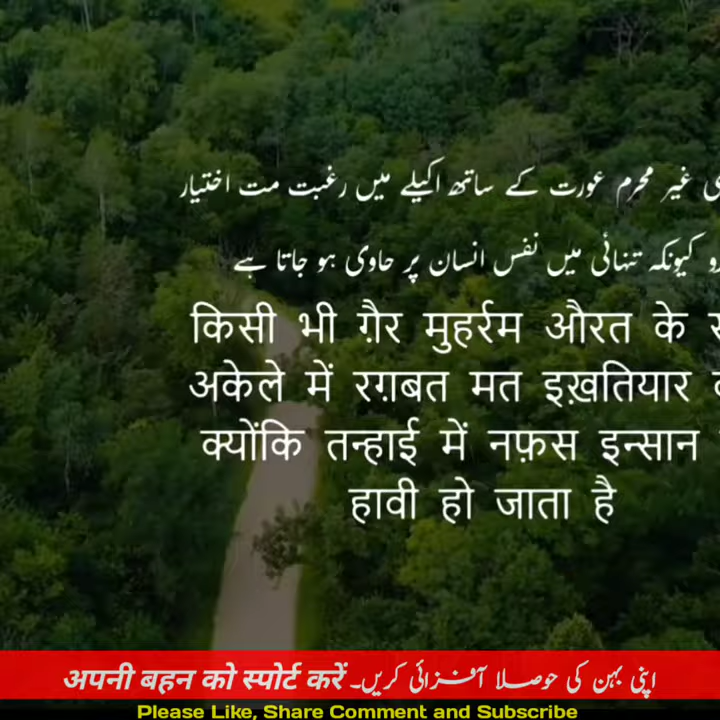 غیر محرم عورت کے ساتھ اکیلے میں رغبت مت اختیار
کیونکہ تنہائی میں نفس انسان پر حاوی ہو جاتا ہے
किसी भी ग़ैर मुहर्रम औरत के
अकेले में रग़बत मत इख़तियार
क्योंकि तन्हाई में नफ़स इन्सान
हावी हो जाता है
अपनी बहन को स्पोर्ट करें اپنی بہن کی حوصلا آفزائی کریں۔
Please Like, Share Comment and Subscribe